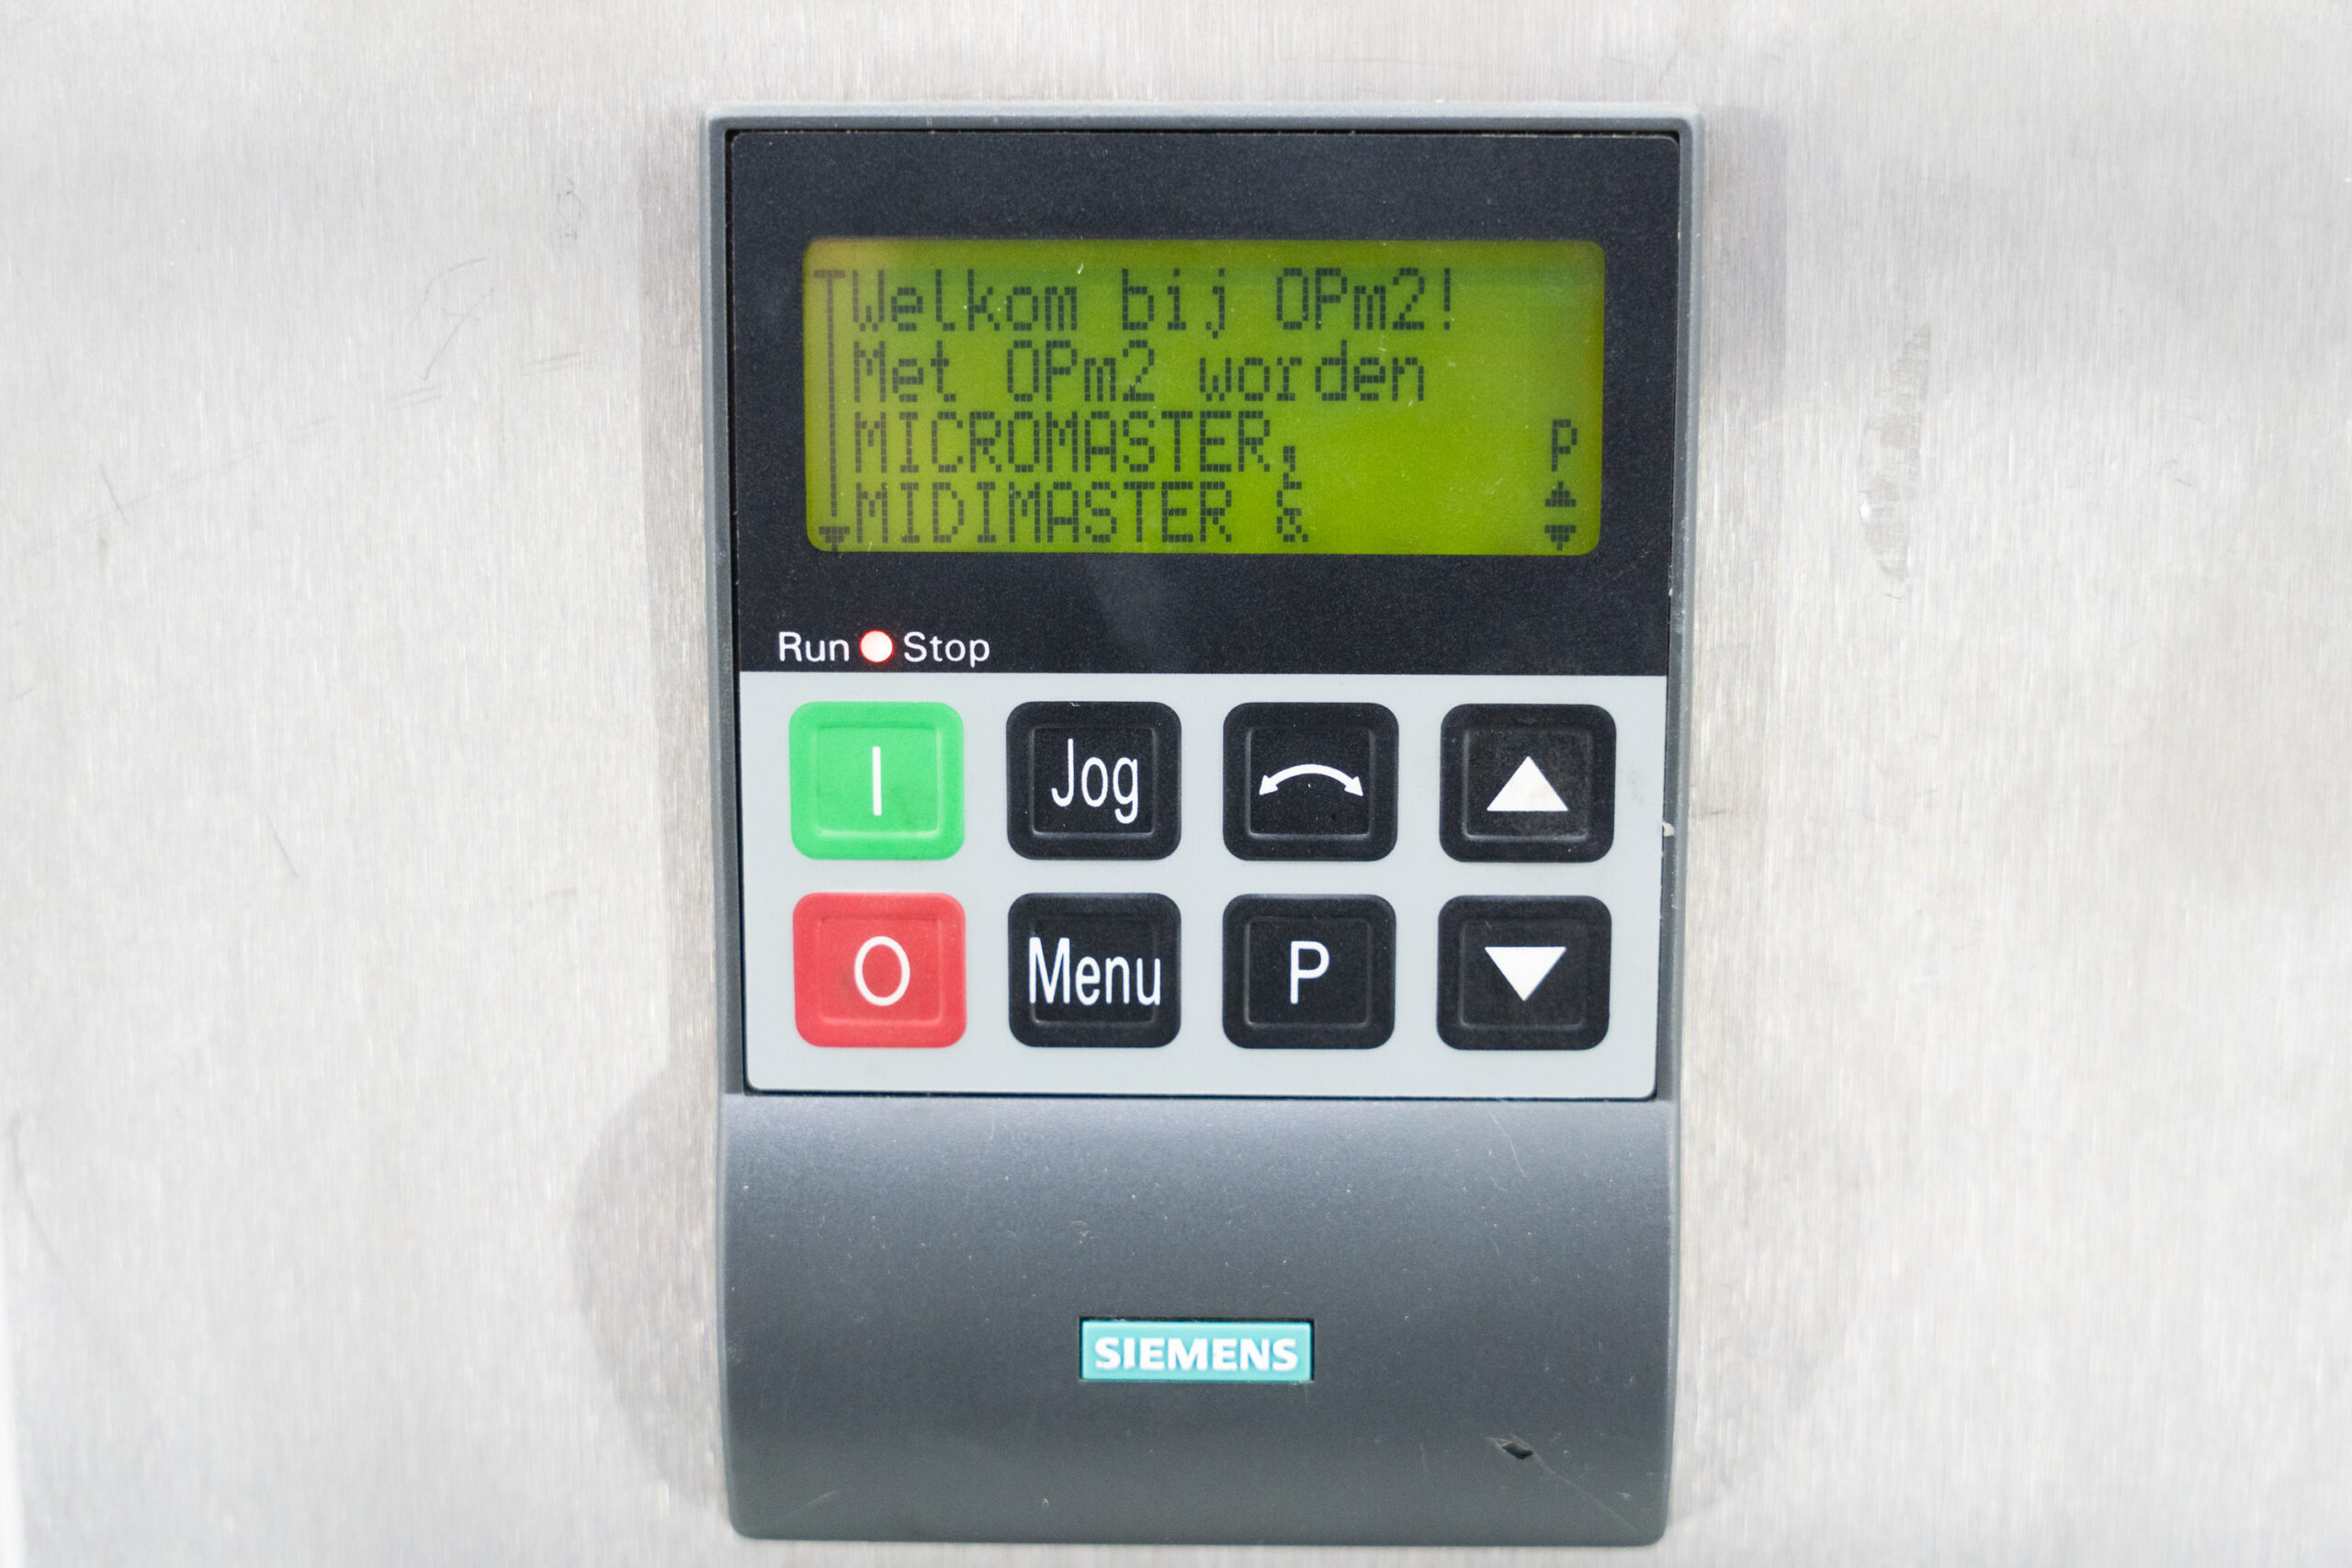 Welkom bij OPm2!
Met OPm2 worden
MICROMASTER, P
MIDIMASTER &
Run Stop
I Jog
O Menu P
SIEMENS